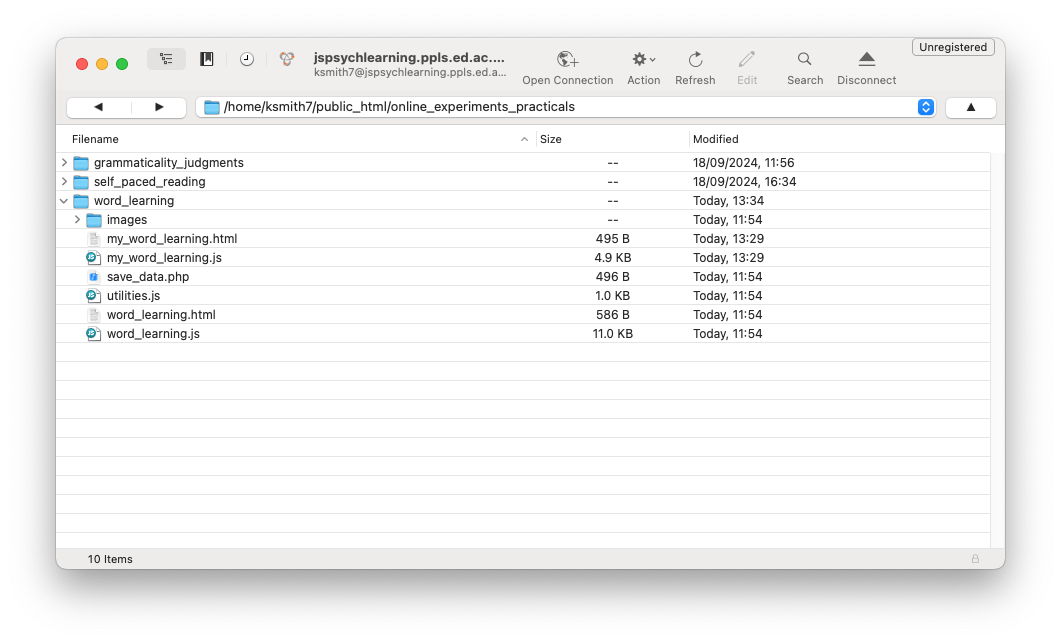 Unregistered
jspsychlearning.ppls.ed.ac....
ksmith7@jspsychlearning.ppls.ed.a...
Open Connection Action Refresh Edit Search Disconnect
/home/ksmith7/public_html/online_experiments_practicals
Filename Size Modified
grammaticality_judgments -- 18/09/2024, 11:56
self_paced_reading -- 18/09/2024, 16:34
word_learning -- Today, 13:34
images -- Today, 11:54
my_word_learning.html 495 B Today, 13:29
my_word_learning.js 4.9 KB Today, 13:29
save_data.php 496 B Today, 11:54
utilities.js 1.0 KB Today, 11:54
word_learning.html 586 B Today, 11:54
word_learning.js 11.0 KB Today, 11:54
10 Items